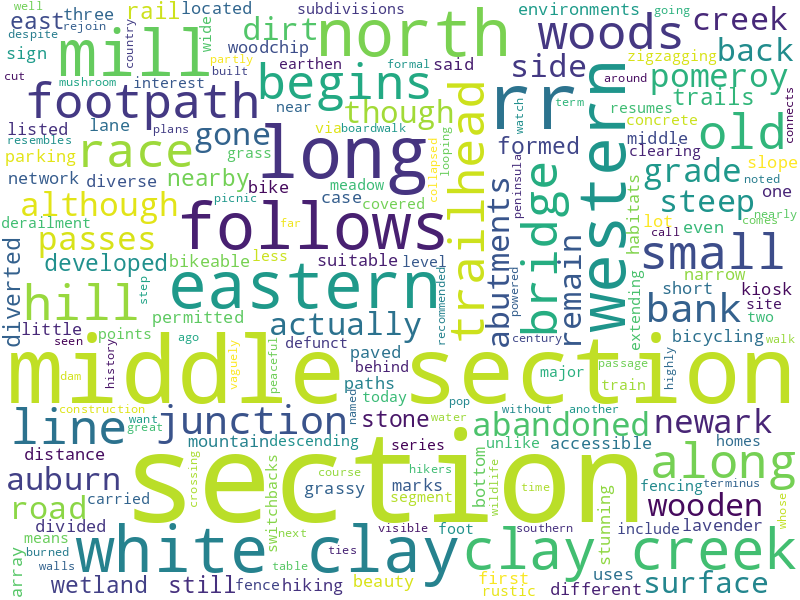 well
despite
sign
cut
mushroom
east
three
country
rail
wide
located
partly
built
subdivisions
woodchip
dirt
earthen
interest
near
formal
said
plans
north
mill
environments
woods
creek
zigzagging
going
rejoin
back
around
begins
side
footpath
trailhead
rr
watch
term
pomeroy
resumes
trails
concrete
connects
though
via
boardwalk
listed
resembles
lane
parking
gone
race
grass
long
collapsed
looping
formed
western
middle
clearing
old
uses
slope
noted
network
diverse
nearby
bike
picnic
meadow
case
covered
peninsula
bridge
habitats
lot
one
grade
call
even
nearly
comes
derailment
although
far
follows
abutments
remain
steep
passes
bikeable
less
suitable
level
powered
extending
narrow
diverted
developed
eastern
recommended
small
short
kiosk
site
two
hill
step
permitted
actually
century
bank
bicycling
walk
little
points
seen
ago
defunct
paved
history
vaguely
peaceful
behind
major
passage
highly
train
dam
paths
today
middle section
construction
want
great
named
pop
water
without
another
line
junction
stone
abandoned
newark
mountain
descending
series
unlike
accessible
homes
distance
section
bottom
wildlife
along
auburn
crossing
grassy
course
hikers
marks
segment
time
stunning
fencing
terminus
whose
road
carried
switchbacks
wooden
divided
visible
foot
southern
include
lavender
means
next
white clay
clay creek
array
burned
ties
walls
table
wetland
still
fence
hiking
beauty
first
rustic
different
surface